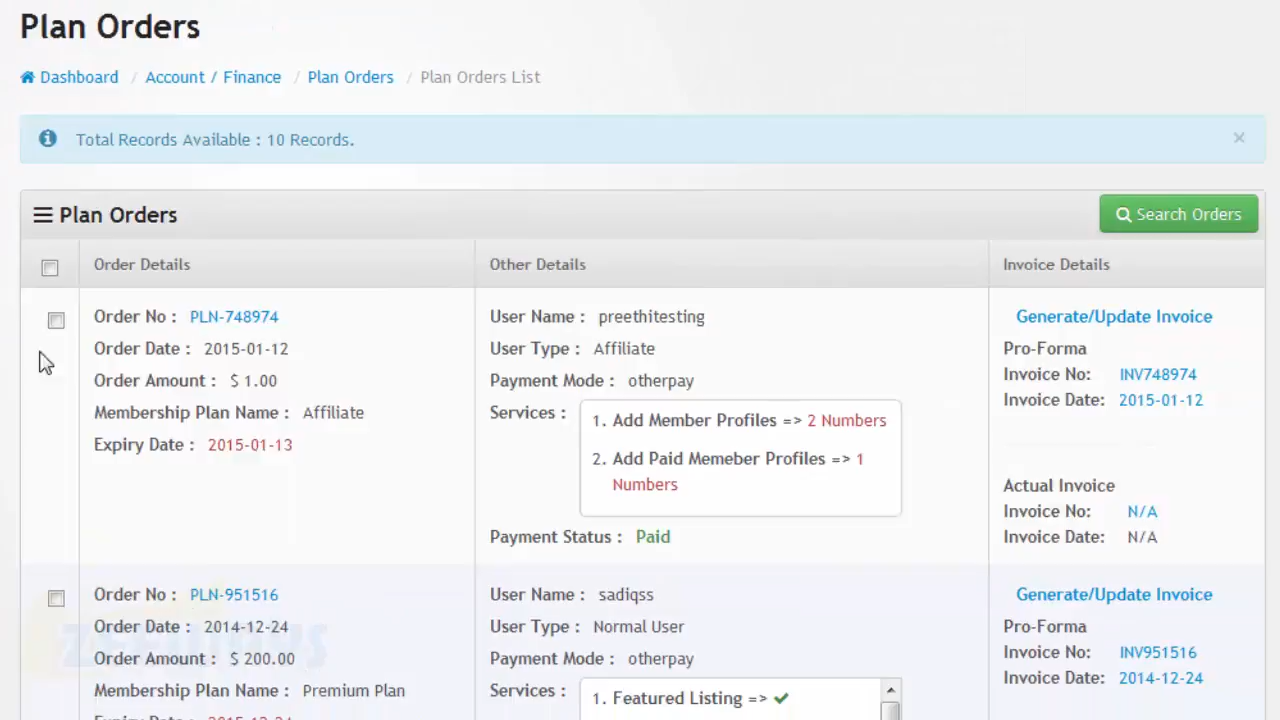 Plan Orders
Dashboard / Account / Finance / Plan Orders / Plan Orders List
Total Records Available : 10 Records.
×
Plan Orders
Search Orders
Order Details
Other Details
Invoice Details
Order No : PLN-748974
Order Date : 2015-01-12
Order Amount : $ 1.00
Membership Plan Name : Affiliate
Expiry Date : 2015-01-13
User Name : preethitesting
User Type : Affiliate
Payment Mode : otherpay
Services :
1. Add Member Profiles => 2 Numbers
2. Add Paid Memeber Profiles => 1
Numbers
Payment Status : Paid
Generate/Update Invoice
Pro-Forma
Invoice No: INV748974
Invoice Date: 2015-01-12
Actual Invoice
Invoice No: N/A
Invoice Date: N/A
Order No : PLN-951516
Order Date : 2014-12-24
Order Amount : $ 200.00
Membership Plan Name : Premium Plan
User Name : sadiqss
User Type : Normal User
Payment Mode : otherpay
Services :
1. Featured Listing =>
Generate/Update Invoice
Pro-Forma
Invoice No: INV951516
Invoice Date: 2014-12-24